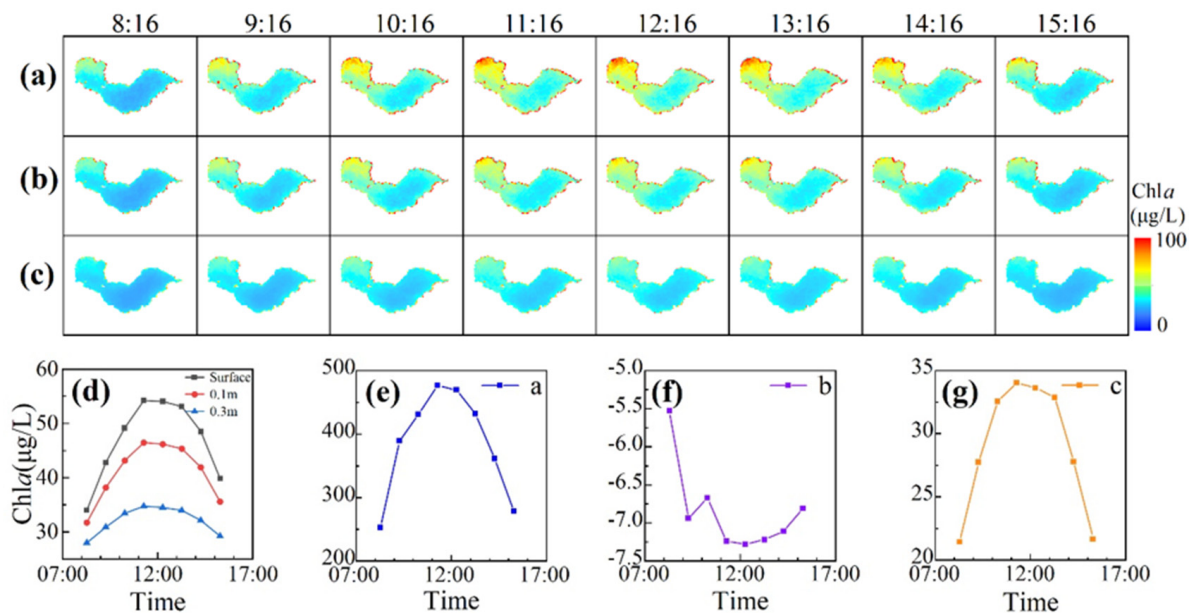 8:16 9:16 10:16 11:16 12:16 13:16 14:16 15:16
(a)
(b)
(c)
Chla
(μg/L)
100
0
(d)
Surface
0.1m
0.3m
Chla(μg/L)
60
50
40
30
07:00 12:00 17:00
Time
(e)
a
500
400
300
200
07:00 12:00 17:00
Time
(f)
b
-5.0
-5.5
-6.0
-6.5
-7.0
-7.5
07:00 12:00 17:00
Time
(g)
c
35
30
25
20
07:00 12:00 17:00
Time